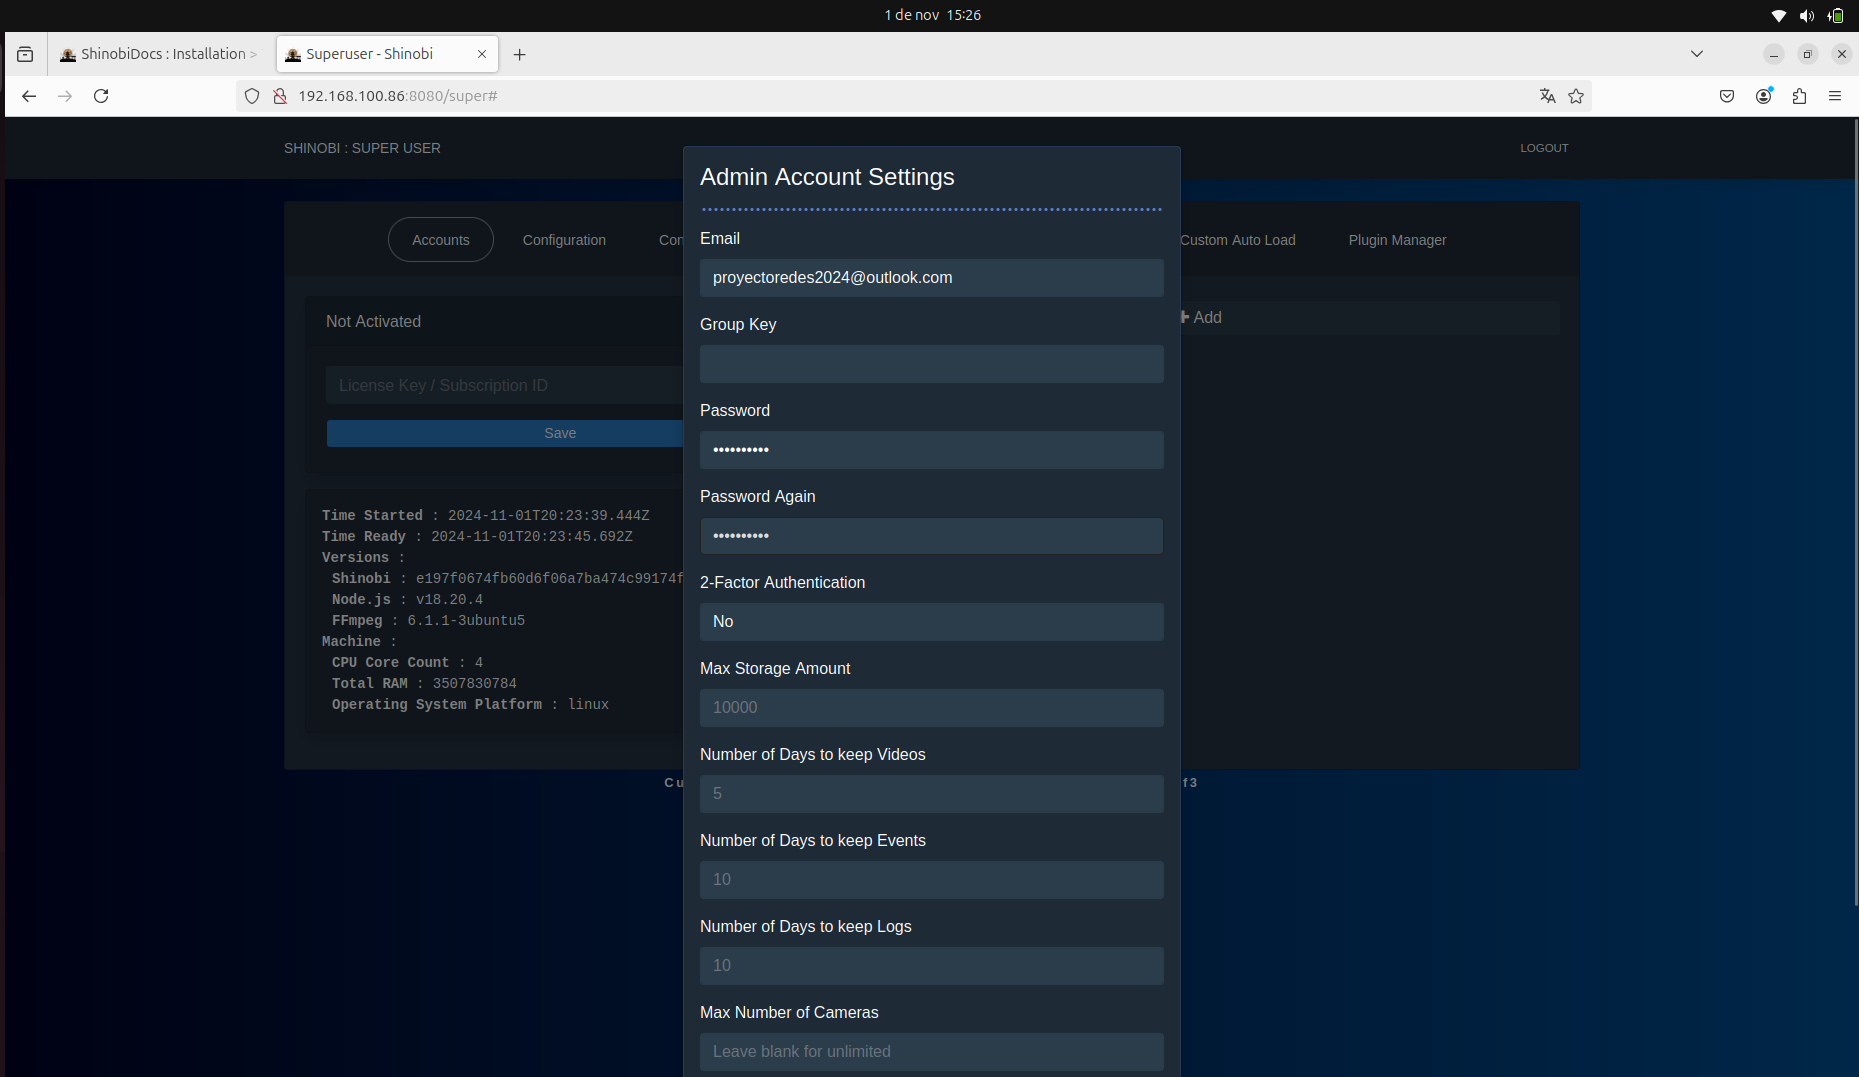 1 de nov 15:26
ShinobiDocs : Installation >
Superuser - Shinobi
192.168.100.86:8080/super#
SHINOBI : SUPER USER
LOGOUT
Accounts
Configuration
Custom Auto Load
Plugin Manager
Not Activated
License Key / Subscription ID
Save
Time Started : 2024-11-01T20:23:39.444Z
Time Ready : 2024-11-01T20:23:45.692Z
Versions :
Shinobi : e197f0674fb60d6f06a7ba474c99174f
Node.js : v18.20.4
FFmpeg : 6.1.1-3ubuntu5
Machine :
CPU Core Count : 4
Total RAM : 3507830784
Operating System Platform : linux
Admin Account Settings
Email
proyectoredes2024@outlook.com
Group Key
Password
••••••••••
Password Again
••••••••••
2-Factor Authentication
No
Max Storage Amount
10000
Number of Days to keep Videos
5
Number of Days to keep Events
10
Number of Days to keep Logs
10
Max Number of Cameras
Leave blank for unlimited
Add